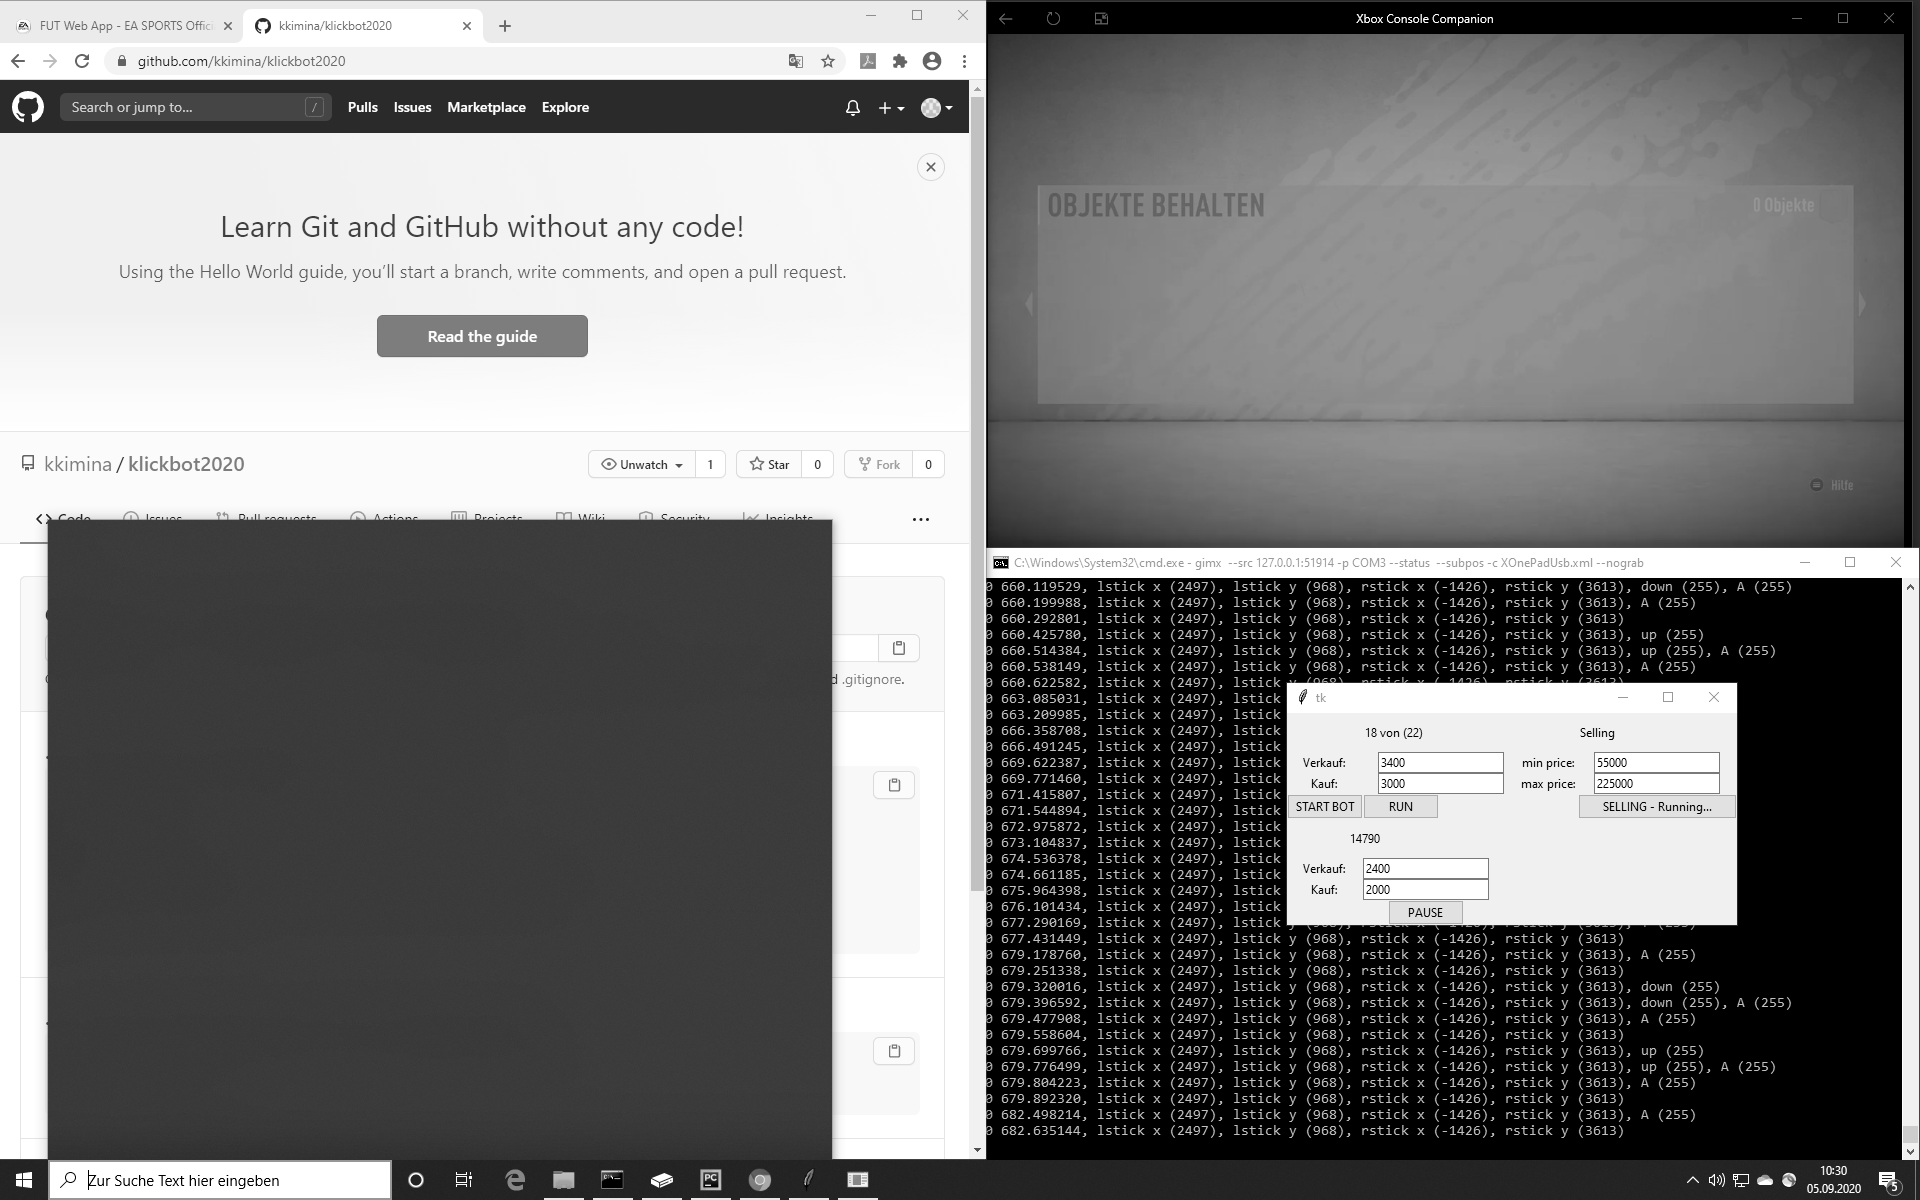 FUT Web App - EA SPORTS Offici
kkimina/klickbot2020
github.com/kkimina/klickbot2020
Search or jump to...
/
Pulls
Issues
Marketplace
Explore
Learn Git and GitHub without any code!
Using the Hello World guide, you'll start a branch, write comments, and open a pull request.
Read the guide
kkimina / klickbot2020
Unwatch 1
Star 0
Fork 0
Code Issues Pull requests Actions Projects Wiki Security Insights
.gitignore.
Xbox Console Companion
OBJEKTE BEHALTEN
0 Objekte
Hilfe
C:\Windows\System32\cmd.exe - gimx --src 127.0.0.1:51914 -p COM3 --status --subpos -c XOnePadUsb.xml --nograb
0 660.119529, lstick x (2497), lstick y (968), rstick x (-1426), rstick y (3613), down (255), A (255)
0 660.199988, lstick x (2497), lstick y (968), rstick x (-1426), rstick y (3613), A (255)
0 660.292801, lstick x (2497), lstick y (968), rstick x (-1426), rstick y (3613)
0 660.425780, lstick x (2497), lstick y (968), rstick x (-1426), rstick y (3613), up (255)
0 660.514384, lstick x (2497), lstick y (968), rstick x (-1426), rstick y (3613), up (255), A (255)
0 660.538149, lstick x (2497), lstick y (968), rstick x (-1426), rstick y (3613), A (255)
0 660.622582, lstick x (2497), lstick y (968), rstick x (-1426), rstick y (3613)
0 663.085031, lstick x (2497), lstick
0 663.209985, lstick x (2497), lstick
0 666.358708, lstick x (2497), lstick
0 666.491245, lstick x (2497), lstick
0 669.622387, lstick x (2497), lstick
0 669.771460, lstick x (2497), lstick
0 671.415807, lstick x (2497), lstick
0 671.544894, lstick x (2497), lstick
0 672.975872, lstick x (2497), lstick
0 673.104837, lstick x (2497), lstick
0 674.536378, lstick x (2497), lstick
0 674.661185, lstick x (2497), lstick
0 675.964398, lstick x (2497), lstick
0 676.101434, lstick x (2497), lstick
0 677.290169, lstick x (2497), lstick
0 677.431449, lstick x (2497), lstick y (968), rstick x (-1426), rstick y (3613)
0 679.178760, lstick x (2497), lstick y (968), rstick x (-1426), rstick y (3613), A (255)
0 679.251338, lstick x (2497), lstick y (968), rstick x (-1426), rstick y (3613)
0 679.320016, lstick x (2497), lstick y (968), rstick x (-1426), rstick y (3613), down (255)
0 679.396592, lstick x (2497), lstick y (968), rstick x (-1426), rstick y (3613), down (255), A (255)
0 679.477908, lstick x (2497), lstick y (968), rstick x (-1426), rstick y (3613), A (255)
0 679.558604, lstick x (2497), lstick y (968), rstick x (-1426), rstick y (3613)
0 679.699766, lstick x (2497), lstick y (968), rstick x (-1426), rstick y (3613), up (255)
0 679.776499, lstick x (2497), lstick y (968), rstick x (-1426), rstick y (3613), up (255), A (255)
0 679.804223, lstick x (2497), lstick y (968), rstick x (-1426), rstick y (3613), A (255)
0 679.892320, lstick x (2497), lstick y (968), rstick x (-1426), rstick y (3613)
0 682.498214, lstick x (2497), lstick y (968), rstick x (-1426), rstick y (3613), A (255)
0 682.635144, lstick x (2497), lstick y (968), rstick x (-1426), rstick y (3613)
tk
18 von (22)
Selling
Verkauf: 3400 min price: 55000
Kauf: 3000 max price: 225000
START BOT RUN SELLING - Running...
14790
Verkauf: 2400
Kauf: 2000
PAUSE
Zur Suche Text hier eingeben
PC
10:30
05.09.2020
5